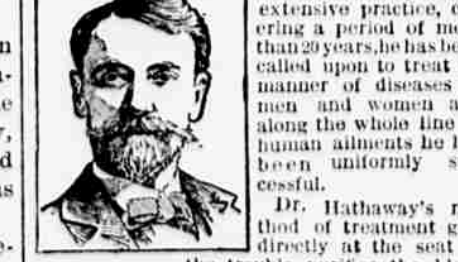 extensive practice,
ering a period of
than 20 years, he has
called upon to treat
manner of diseases
men and women
along the whole line
human ailments he
been uniformly
cessful.
Dr. Hathaway's
thod of treatment
directly at the seat